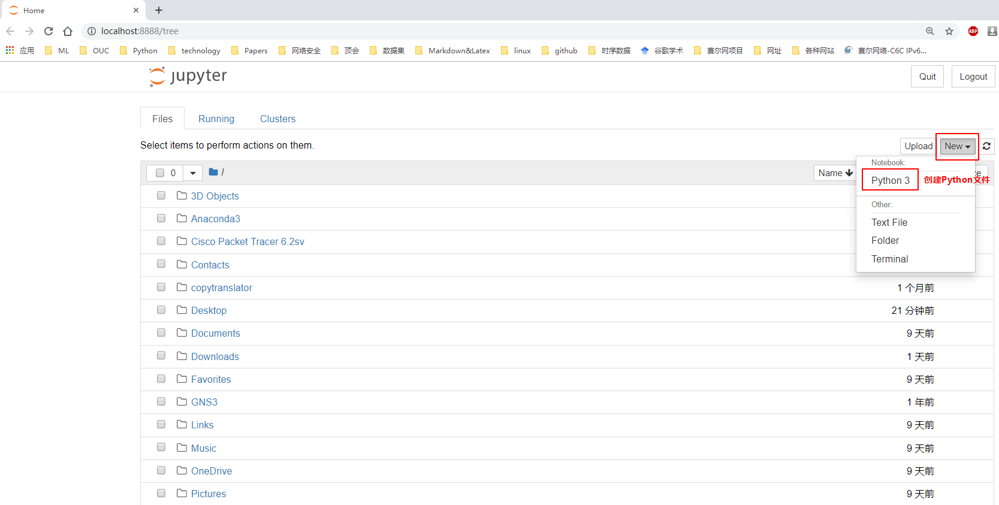 Home
localhost:8888/tree
ABP
应用 ML OUC Python technology Papers 网络安全 顶会 数据集 Markdown&Latex linux github 时序数据 谷歌学术 赛尔网项目 网址 各种网站 赛尔网络-C6C IPv6...
jupyter
Quit Logout
Files Running Clusters
Select items to perform actions on them.
Upload New
0 /
Name
Notebook:
Python 3 创建Python文件
Other:
Text File
Folder
Terminal
3D Objects
Anaconda3
Cisco Packet Tracer 6.2sv
Contacts
copytranslator 1 个月前
Desktop 21 分钟前
Documents 9 天前
Downloads 1 天前
Favorites 9 天前
GNS3 1 年前
Links 9 天前
Music 9 天前
OneDrive 9 天前
Pictures 9 天前